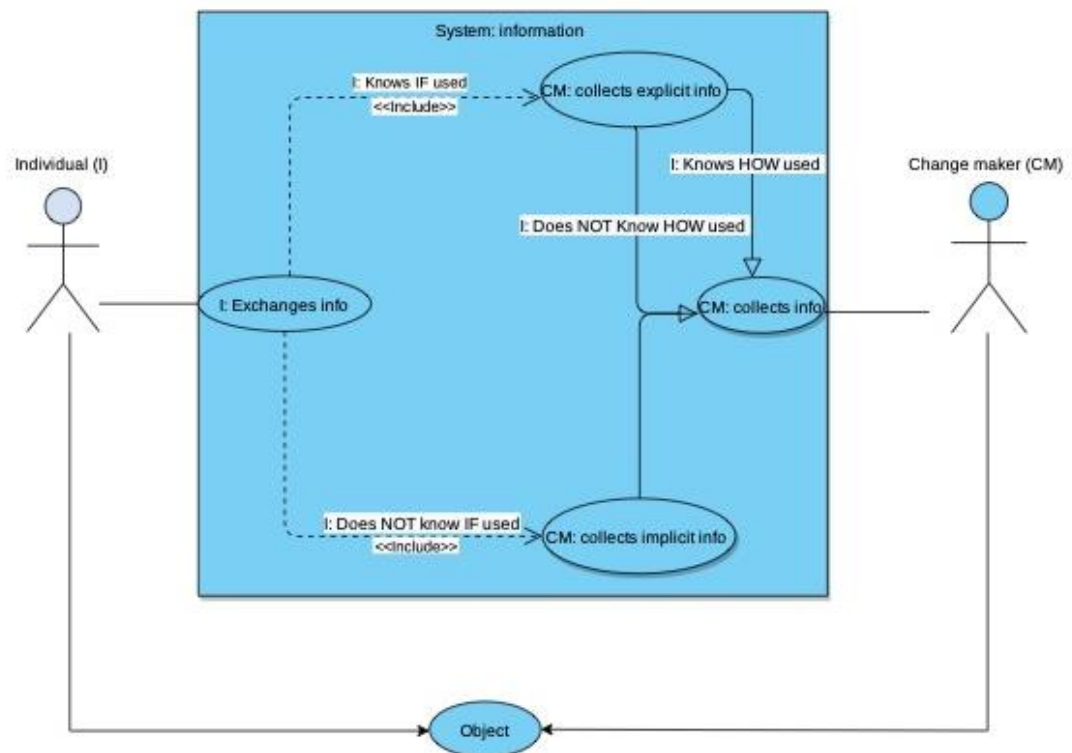 System: information
I: Knows IF used
<<Include>>
CM: collects explicit info
Individual (I)
I: Knows HOW used
Change maker (CM)
I: Does NOT Know HOW used
I: Exchanges info
CM: collects info
I: Does NOT know IF used
<<Include>>
CM: collects implicit info
Object